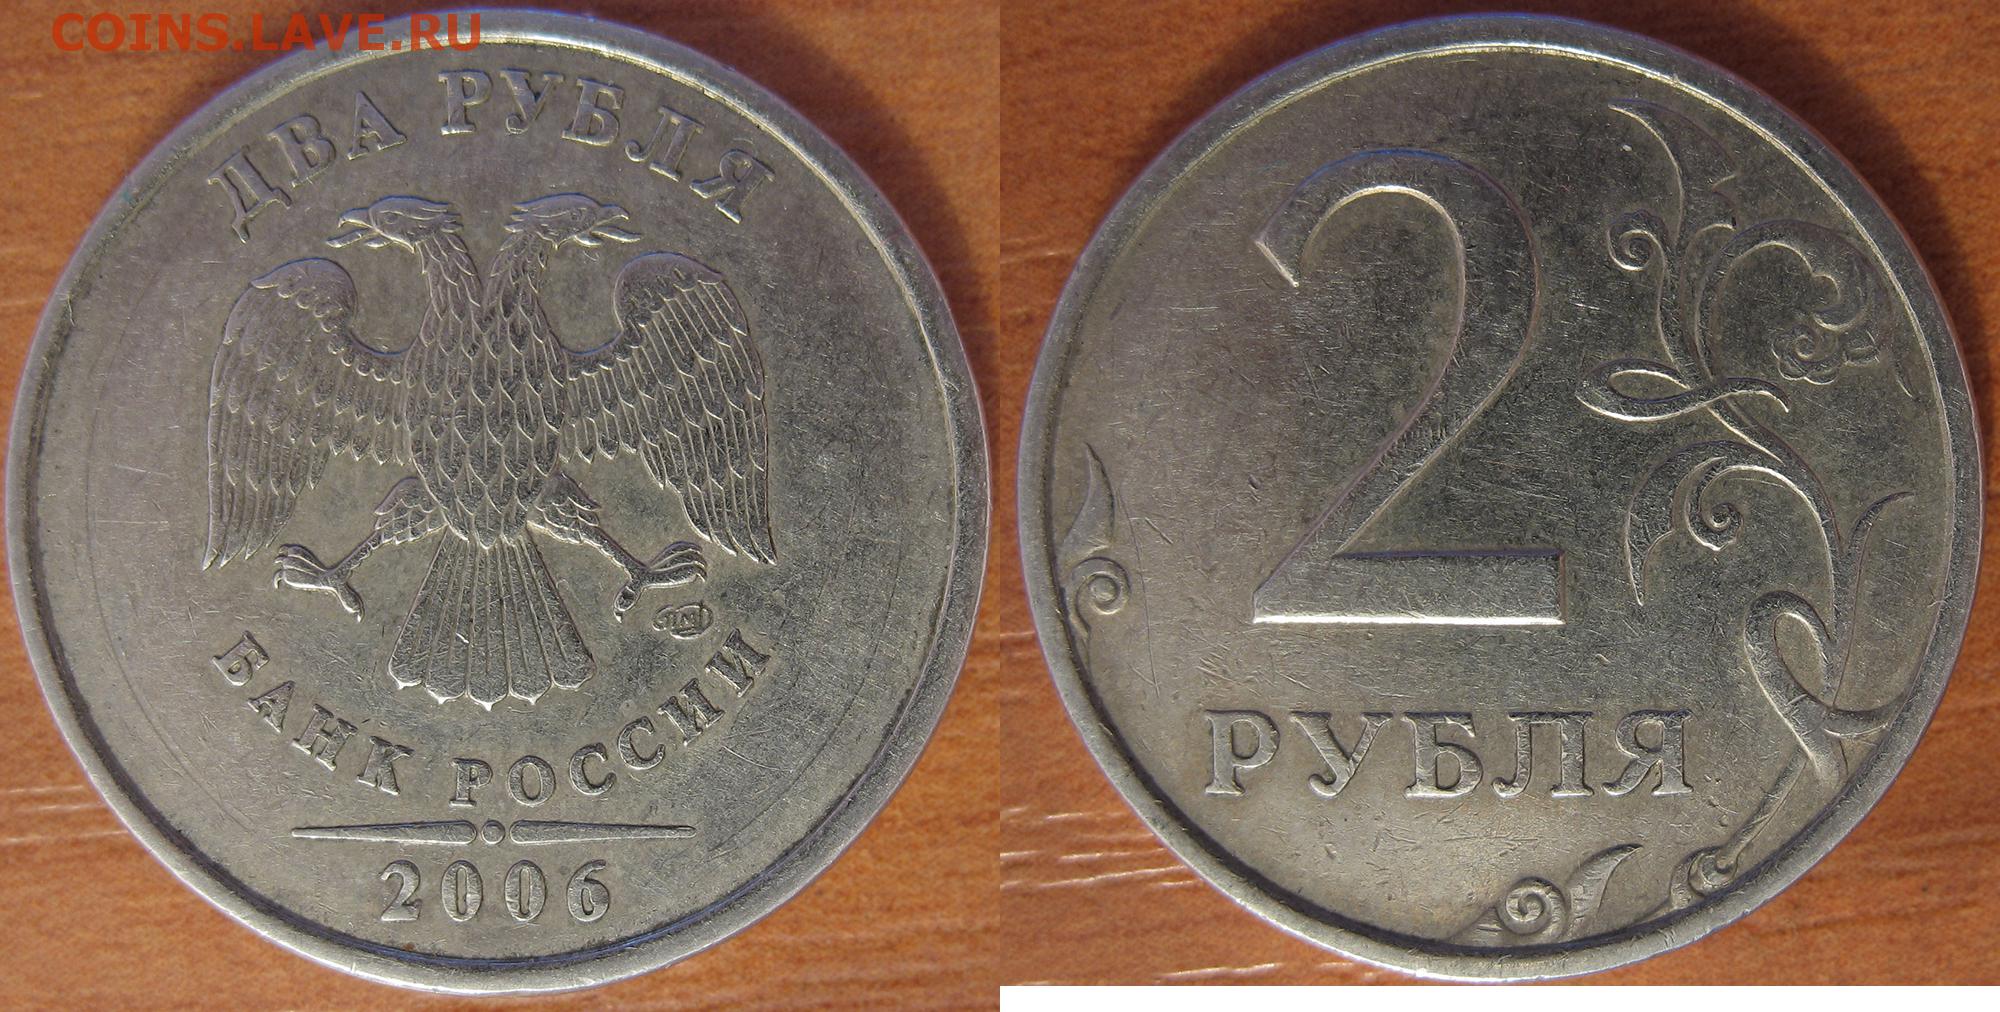 COINS.LAVE.RU
ДВА РУБЛЯ
БАНК РОССИИ
2006
2
РУБЛЯ